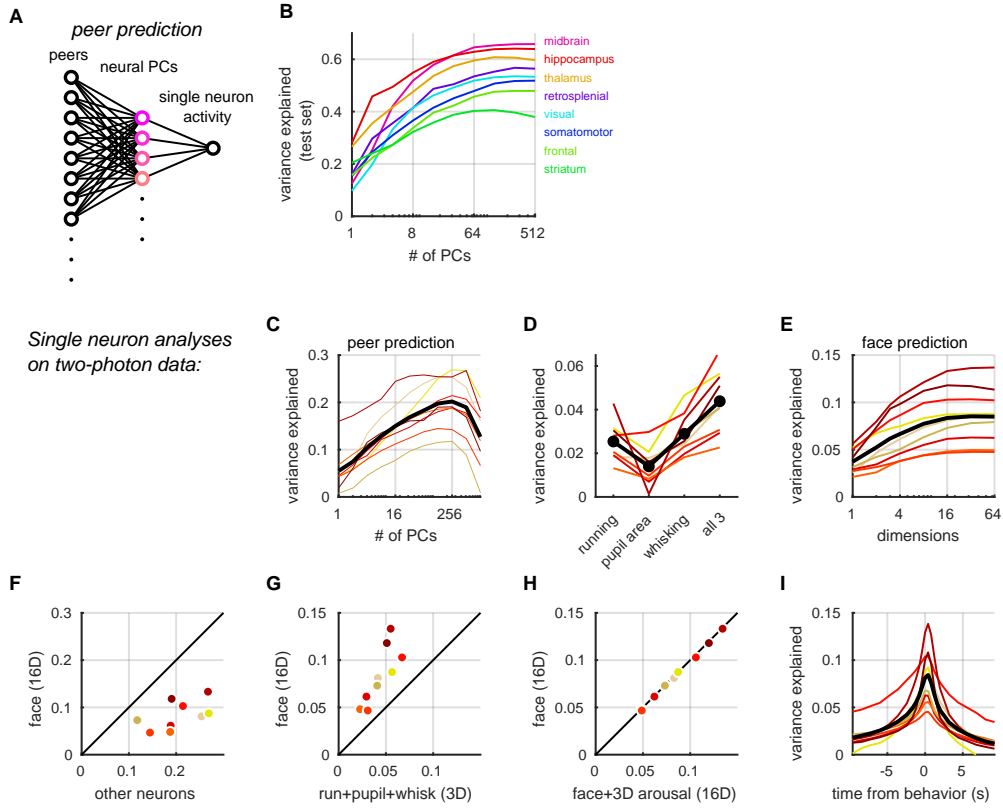 A
peer prediction
peers
neural PCs
single neuron
activity
B
variance explained
(test set)
0.6
0.4
0.2
0
1
8
64
512
# of PCs
midbrain
hippocampus
thalamus
retrosplenial
visual
somatomotor
frontal
striatum
Single neuron analyses
on two-photon data:
C
peer prediction
variance explained
0.3
0.2
0.1
0
1
16
256
# of PCs
D
variance explained
0.06
0.04
0.02
0
running
pupil area
whisking
all 3
E
face prediction
variance explained
0.15
0.1
0.05
0
1
4
16
64
dimensions
F
face (16D)
0.3
0.2
0.1
0
0
0.1
0.2
other neurons
G
face (16D)
0.15
0.1
0.05
0
0
0.05
0.1
run+pupil+whisk (3D)
H
face (16D)
0.15
0.1
0.05
0
0
0.05
0.1
face+3D arousal (16D)
I
variance explained
0.15
0.1
0.05
0
-5
0
5
time from behavior (s)